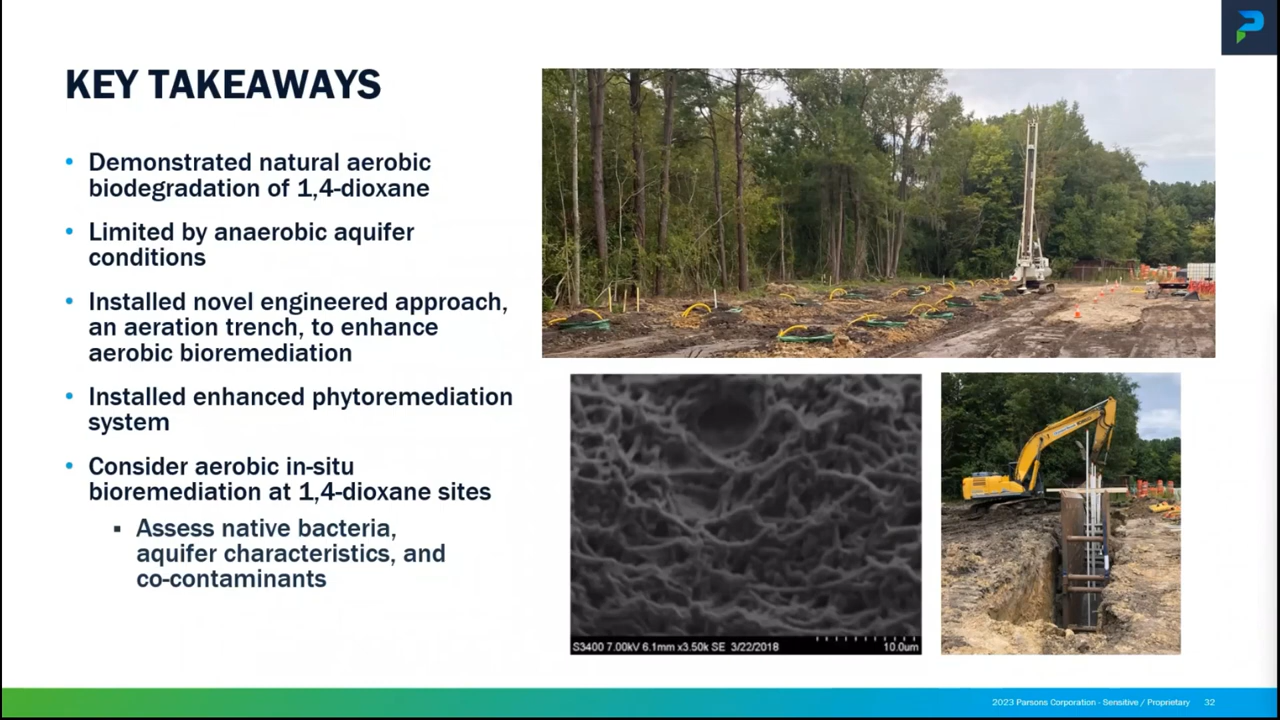 KEY TAKEAWAYS
• Demonstrated natural aerobic
biodegradation of 1,4-dioxane
• Limited by anaerobic aquifer
conditions
• Installed novel engineered approach,
an aeration trench, to enhance
aerobic bioremediation
• Installed enhanced phytoremediation
system
• Consider aerobic in-situ
bioremediation at 1,4-dioxane sites
▪ Assess native bacteria,
aquifer characteristics, and
co-contaminants
S3400 7.00kV 6.1mm x3.50k SE 3/22/2018 10.0um
2023 Parsons Corporation - Sensitive / Proprietary 32